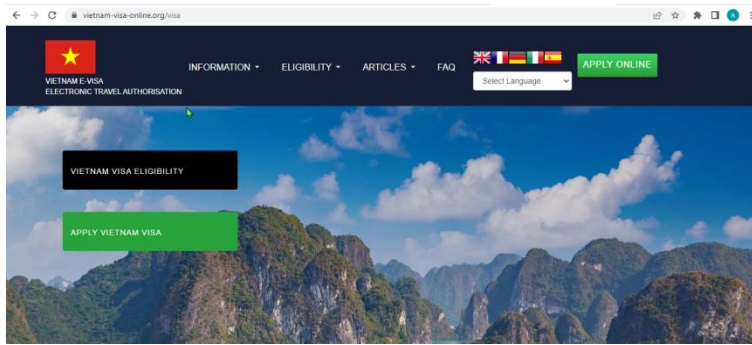 vietnam-visa-online.org/visa
A
VIETNAM E-VISA
ELECTRONIC TRAVEL AUTHORISATION
INFORMATION
ELIGIBILITY
ARTICLES
FAQ
Select Language
APPLY ONLINE
VIETNAM VISA ELIGIBILITY
APPLY VIETNAM VISA